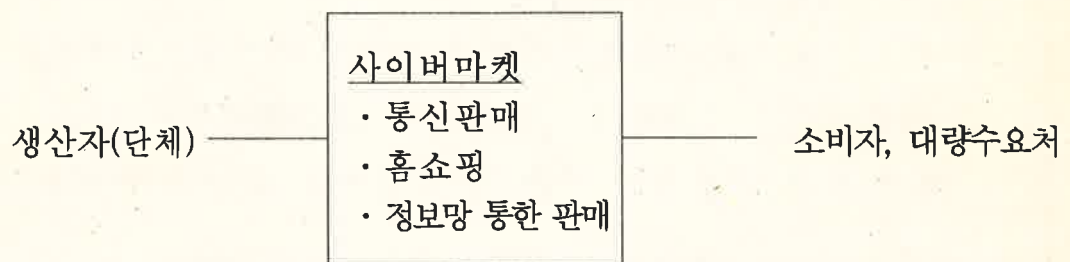 사이버마켓
· 통신판매
생산자(단체)
소비자, 대량수요처
· 홈쇼핑
· 정보망 통한 판매